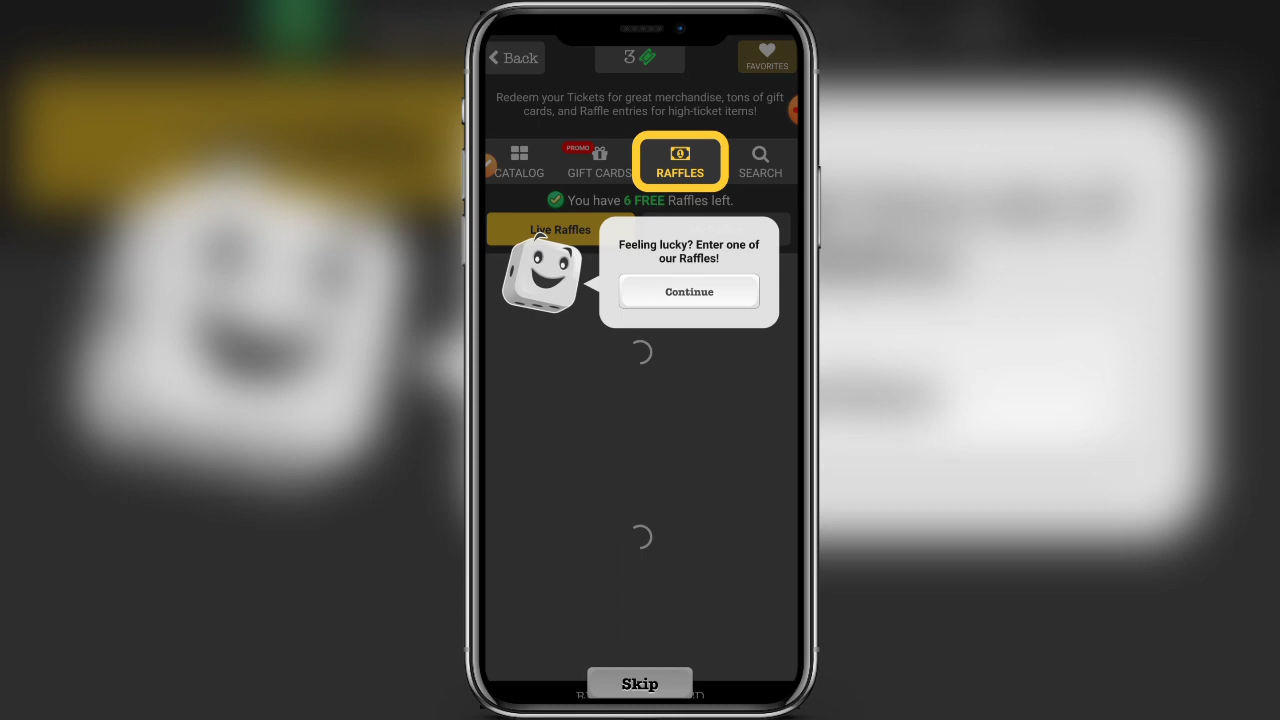 Back
3
FAVORITES
Redeem your Tickets for great merchandise, tons of gift
cards, and Raffle entries for high-ticket items!
CATALOG
PROMO
GIFT CARDS
RAFFLES
SEARCH
You have 6 FREE Raffles left.
Live Raffles
Feeling lucky? Enter one of
our Raffles!
Continue
Skip